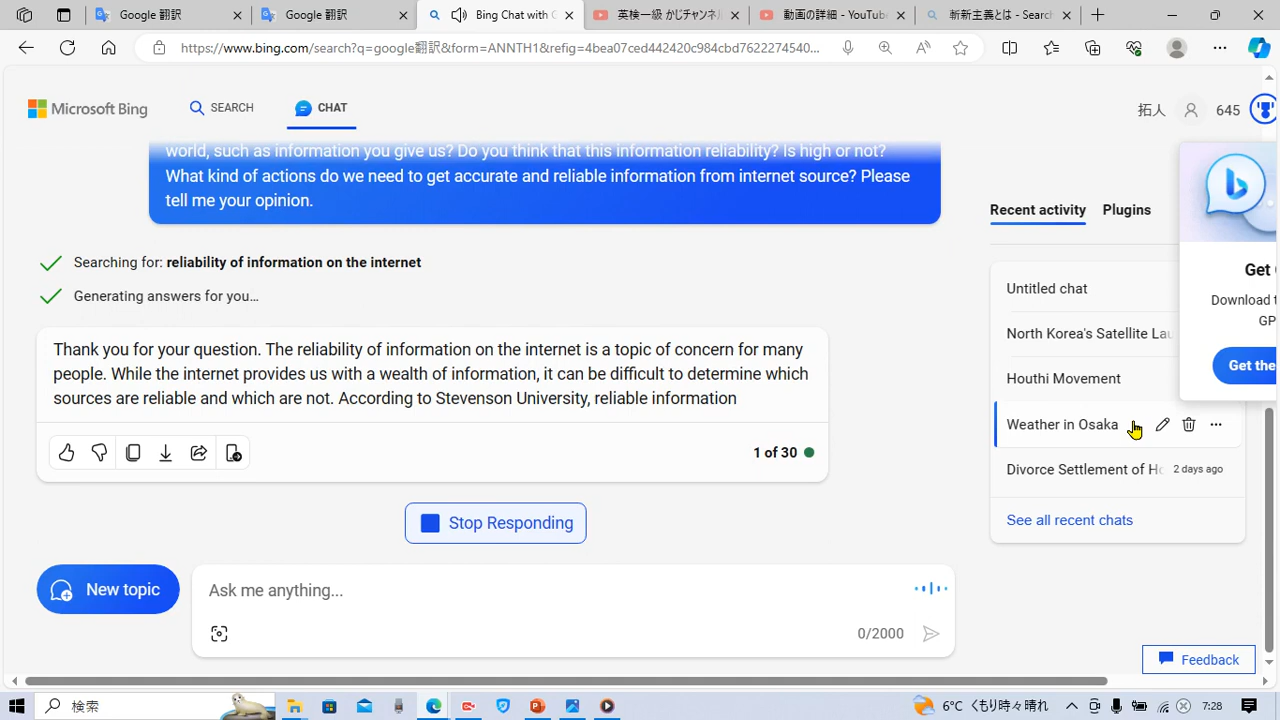 Google 翻訳
Google 翻訳
Bing Chat with G
英検一級 かじチャンネル
動画の詳細 - YouTube
斬新主義とは - Search
https://www.bing.com/search?q=google翻訳&form=ANNTH1&refig=4bea07ced442420c984cbd7622274540...
Microsoft Bing
SEARCH
CHAT
拓人
645
world, such as information you give us? Do you think that this information reliability? Is high or not?
What kind of actions do we need to get accurate and reliable information from internet source? Please
tell me your opinion.
Searching for: reliability of information on the internet
Generating answers for you...
Thank you for your question. The reliability of information on the internet is a topic of concern for many
people. While the internet provides us with a wealth of information, it can be difficult to determine which
sources are reliable and which are not. According to Stevenson University, reliable information
1 of 30
Stop Responding
New topic
Ask me anything...
0/2000
Recent activity
Plugins
Untitled chat
North Korea's Satellite Lau
Houthi Movement
Weather in Osaka
Divorce Settlement of Ho
2 days ago
See all recent chats
Get
Download t
GP
Get the
Feedback
検索
6°C くもり時々晴れ
7:28